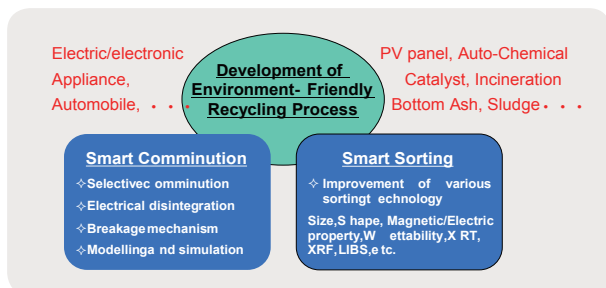 Electric/electronic
Appliance,
Automobile,・・・
Development of
Environment- Friendly
Recycling Process
PV panel, Auto-Chemical
Catalyst, Incineration
Bottom Ash, Sludge・・・
Smart Comminution
✧Selectivec omminution
✧Electrical disintegration
✧Breakage mechanism
✧Modellinga nd simulation
Smart Sorting
✧ Improvement of various
sortingt echnology
Size,S hape, Magnetic/Electric
property,W ettability,X RT,
XRF,LIBS,e tc.